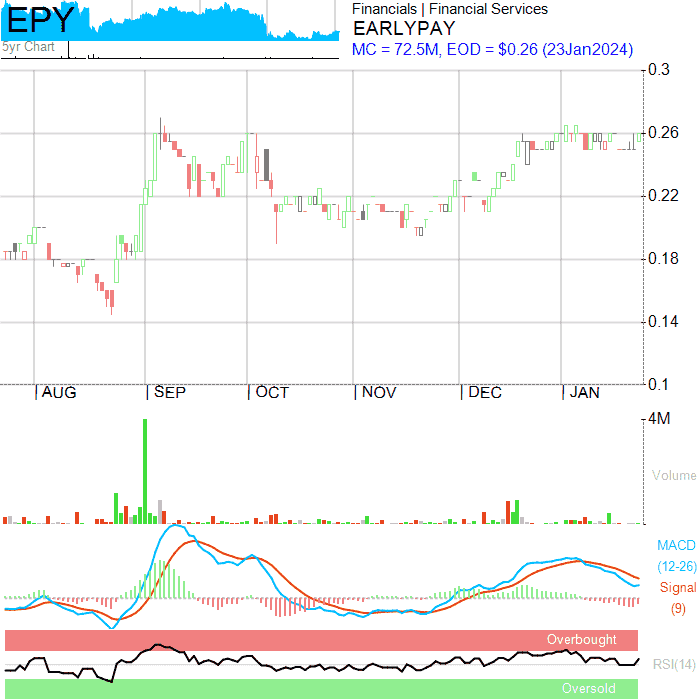 EPY
5yr Chart
Financials | Financial Services
EARLYPAY
MC = 72.5M, EOD = $0.26 (23Jan2024)
0.3
0.26
0.22
0.18
0.14
0.1
AUG SEP OCT NOV DEC JAN
4M
Volume
MACD
(12-26)
Signal
(9)
Overbought
RSI(14)
Oversold